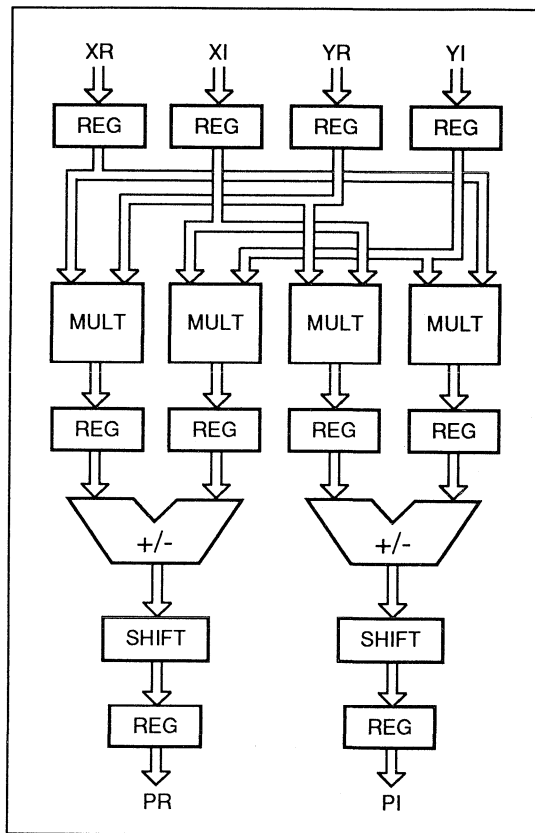 XR XI YR YI
REG REG REG REG
MULT MULT MULT MULT
REG REG REG REG
+/- +/-
SHIFT SHIFT
REG REG
PR PI